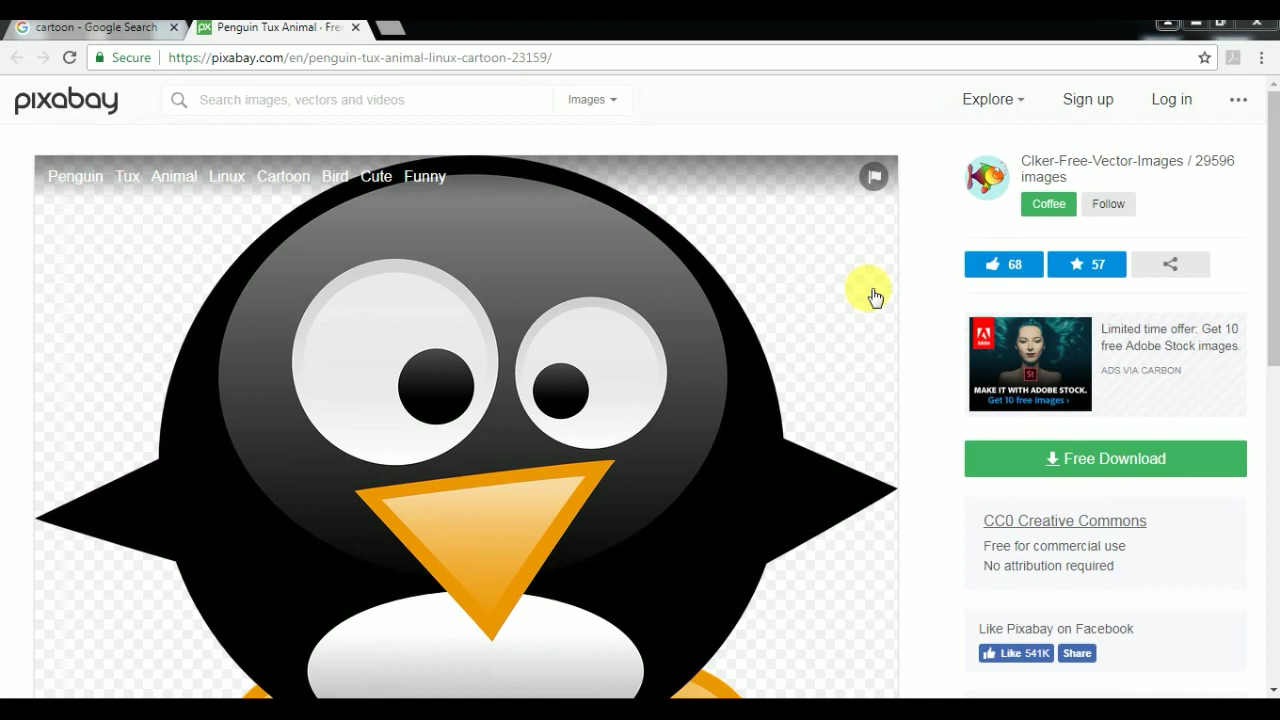 cartoon - Google Search
Penguin Tux Animal · Free
Secure
https://pixabay.com/en/penguin-tux-animal-linux-cartoon-23159/
pixabay
Search images, vectors and videos
Images
Explore
Sign up
Log in
Penguin Tux Animal Linux Cartoon Bird Cute Funny
Clker-Free-Vector-Images / 29596
images
Coffee
Follow
68
57
Adobe
St
MAKE IT WITH ADOBE STOCK.
Get 10 free images ›
Limited time offer: Get 10
free Adobe Stock images.
ADS VIA CARBON
Free Download
CC0 Creative Commons
Free for commercial use
No attribution required
Like Pixabay on Facebook
Like 541K
Share